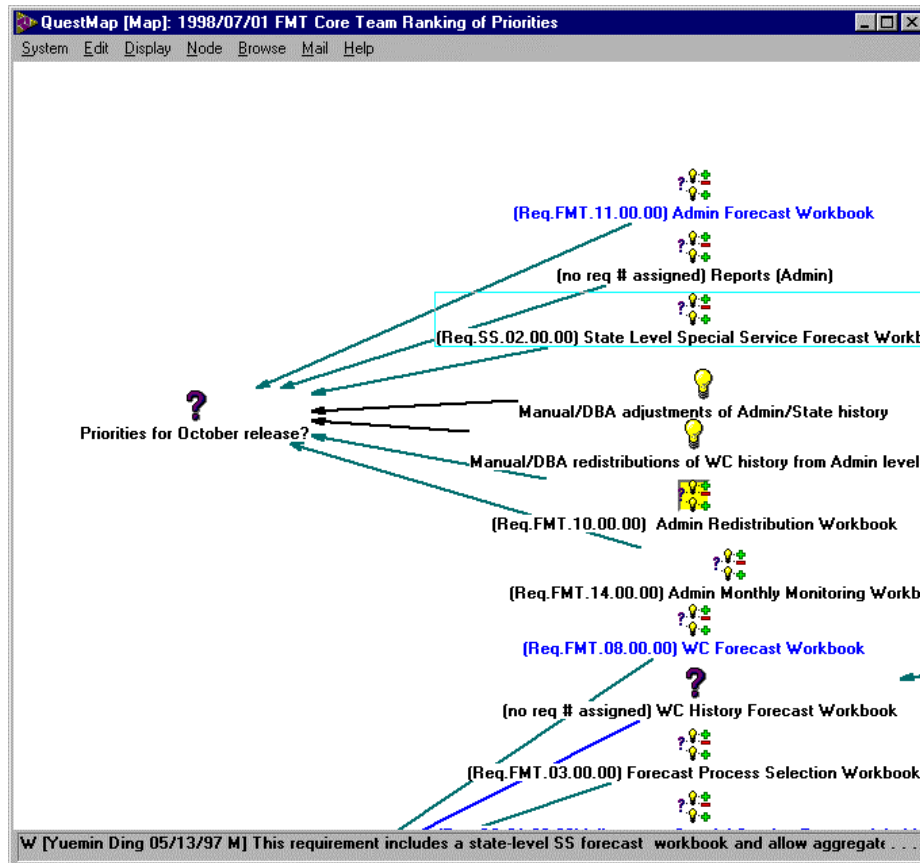 QuestMap [Map]: 1998/07/01 FMT Core Team Ranking of Priorities
System Edit Display Node Browse Mail Help
(Req.FMT.11.00.00) Admin Forecast Workbook
(no req # assigned) Reports (Admin)
(Req.SS.02.00.00) State Level Special Service Forecast Workb
Manual/DBA adjustments of Admin/State history
Priorities for October release?
Manual/DBA redistributions of WC history from Admin level
(Req.FMT.10.00.00) Admin Redistribution Workbook
(Req.FMT.14.00.00) Admin Monthly Monitoring Workb
(Req.FMT.08.00.00) WC Forecast Workbook
(no req # assigned) WC History Forecast Workbook
(Req.FMT.03.00.00) Forecast Process Selection Workbook
W [Yuemin Ding 05/13/97 M] This requirement includes a state-level SS forecast workbook and allow aggregate . . .